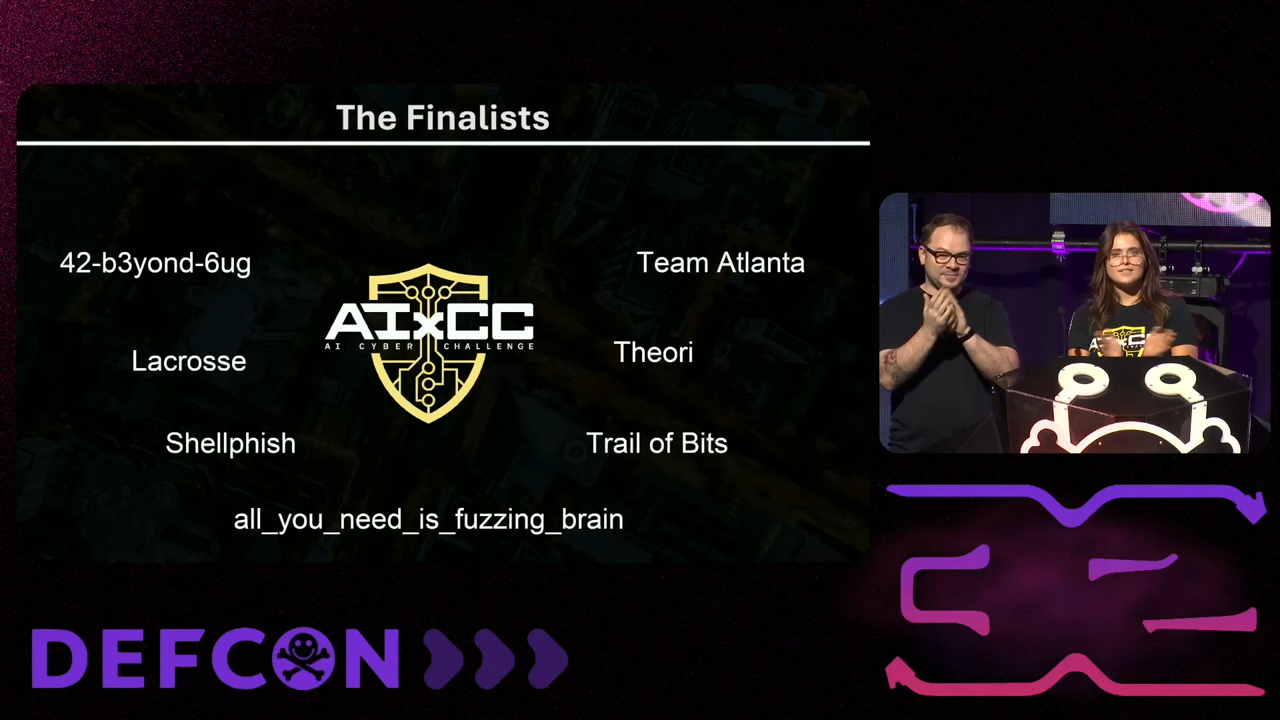 The Finalists
42-b3yond-6ug
Team Atlanta
AIxCC
AI CYBER CHALLENGE
Lacrosse
Theori
Shellphish
Trail of Bits
all_you_need_is_fuzzing_brain
DEFCON